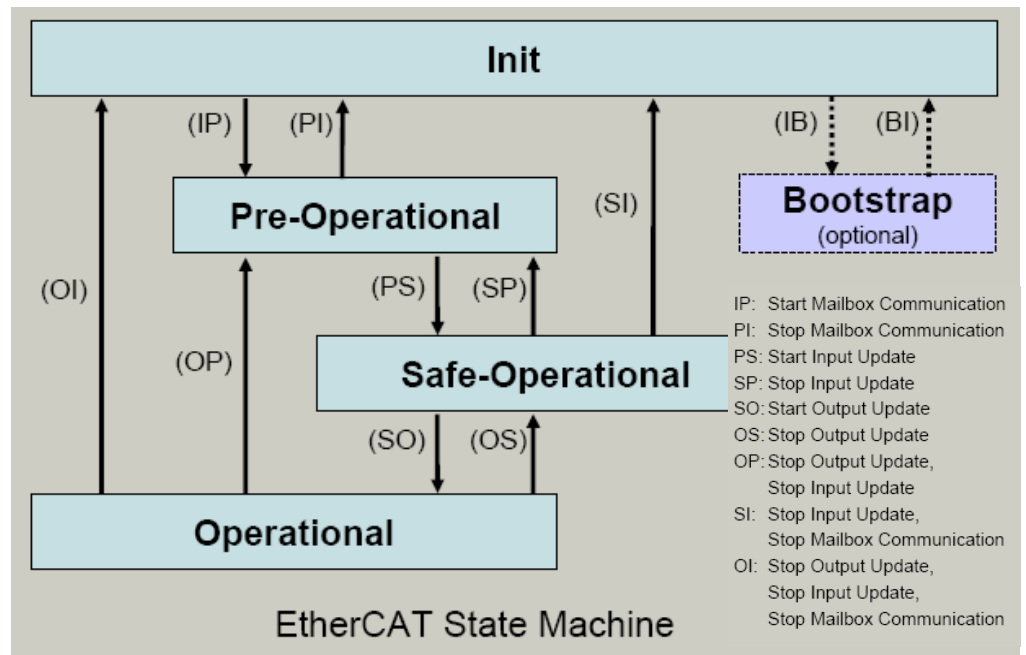 Init
(IP)
(PI)
(IB)
(BI)
Pre-Operational
(SI)
Bootstrap
(optional)
(OI)
(PS)
(SP)
(OP)
Safe-Operational
(SO)
(OS)
Operational
IP: Start Mailbox Communication
PI: Stop Mailbox Communication
PS: Start Input Update
SP: Stop Input Update
SO: Start Output Update
OS: Stop Output Update
OP: Stop Output Update,
Stop Input Update
SI: Stop Input Update,
Stop Mailbox Communication
OI: Stop Output Update,
Stop Input Update,
Stop Mailbox Communication
EtherCAT State Machine